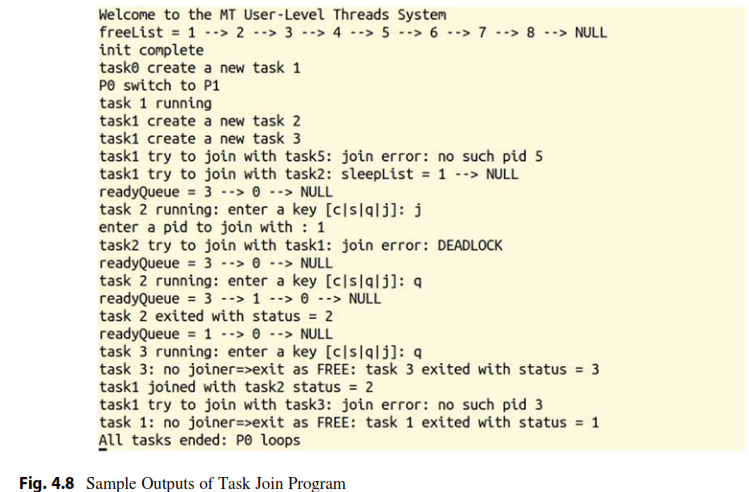 Welcome to the MT User-Level Threads System
freeList = 1 --> 2 --> 3 --> 4 --> 5 --> 6 --> 7 --> 8 --> NULL
init complete
task0 create a new task 1
P0 switch to P1
task 1 running
task1 create a new task 2
task1 create a new task 3
task1 try to join with task5: join error: no such pid 5
task1 try to join with task2: sleepList = 1 --> NULL
readyQueue = 3 --> 0 --> NULL
task 2 running: enter a key [c|s|q|j]: j
enter a pid to join with : 1
task2 try to join with task1: join error: DEADLOCK
readyQueue = 3 --> 0 --> NULL
task 2 running: enter a key [c|s|q|j]: q
readyQueue = 3 --> 1 --> 0 --> NULL
task 2 exited with status = 2
readyQueue = 1 --> 0 --> NULL
task 3 running: enter a key [c|s|q|j]: q
task 3: no joiner=>exit as FREE: task 3 exited with status = 3
task1 joined with task2 status = 2
task1 try to join with task3: join error: no such pid 3
task 1: no joiner=>exit as FREE: task 1 exited with status = 1
All tasks ended: P0 loops
Fig. 4.8 Sample Outputs of Task Join Program